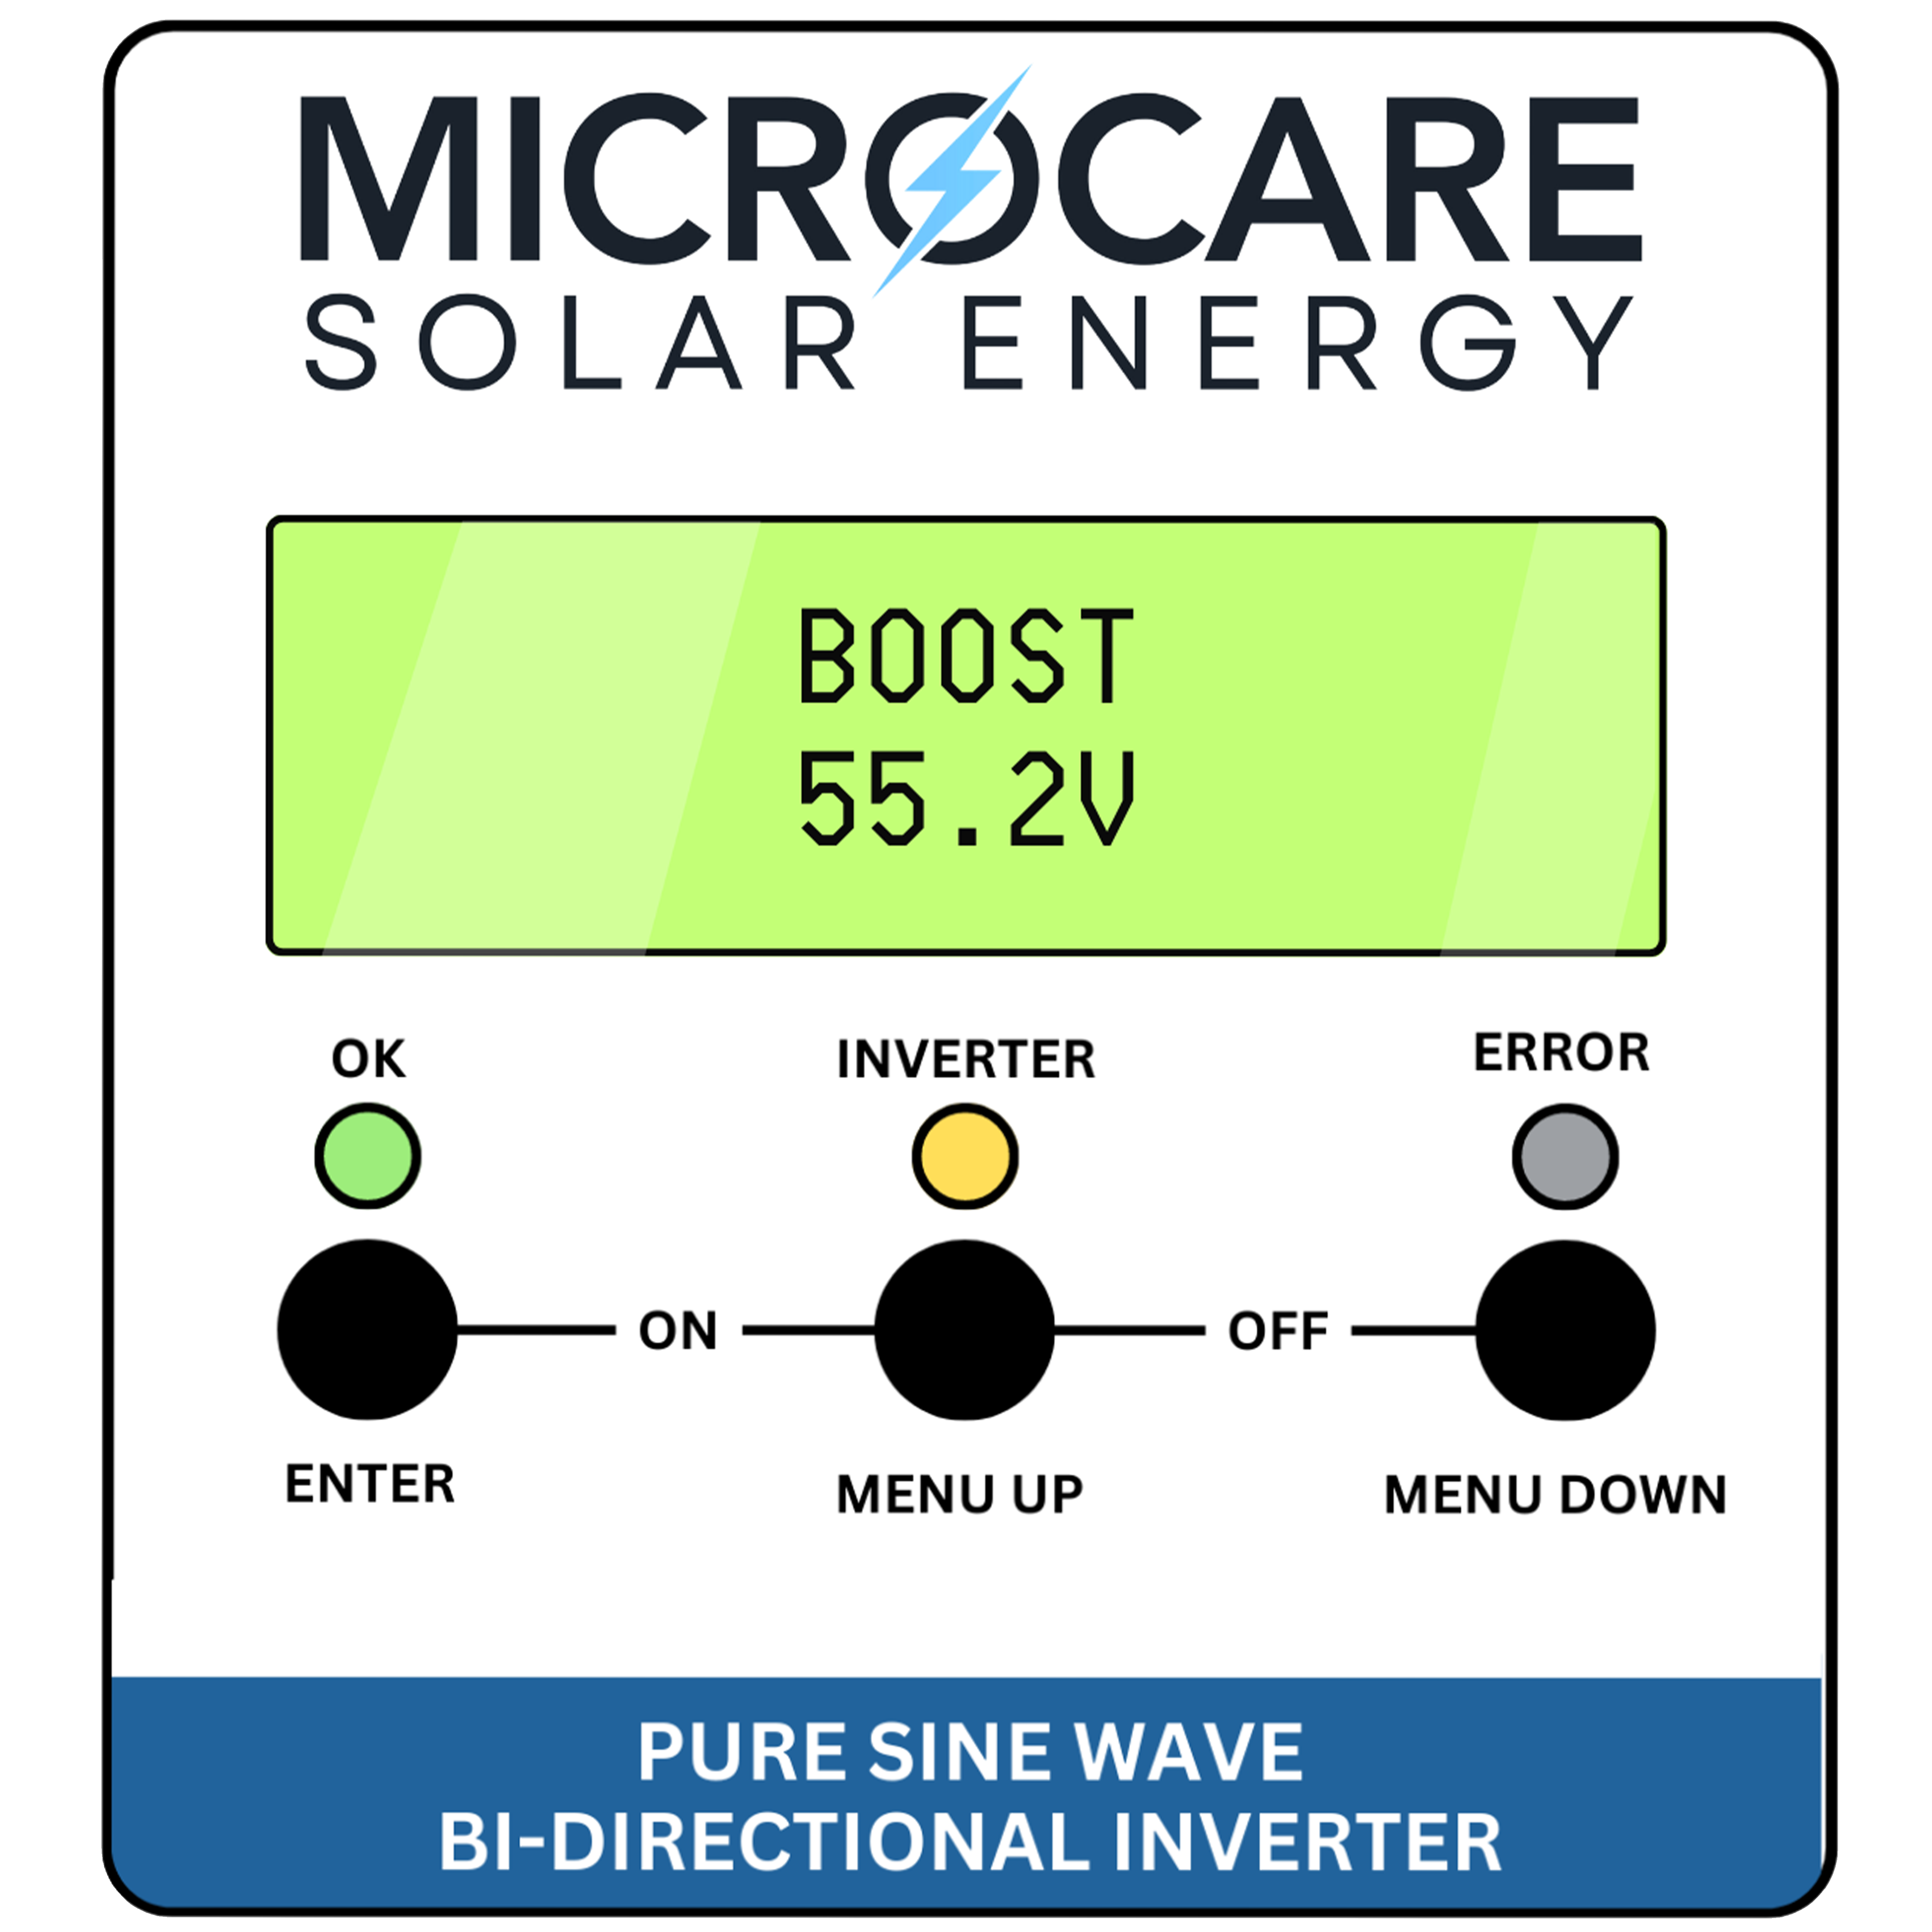 MICROCARE
SOLAR ENERGY
BOOST
55.2V
OK INVERTER ERROR
ON OFF
ENTER MENU UP MENU DOWN
PURE SINE WAVE
BI-DIRECTIONAL INVERTER